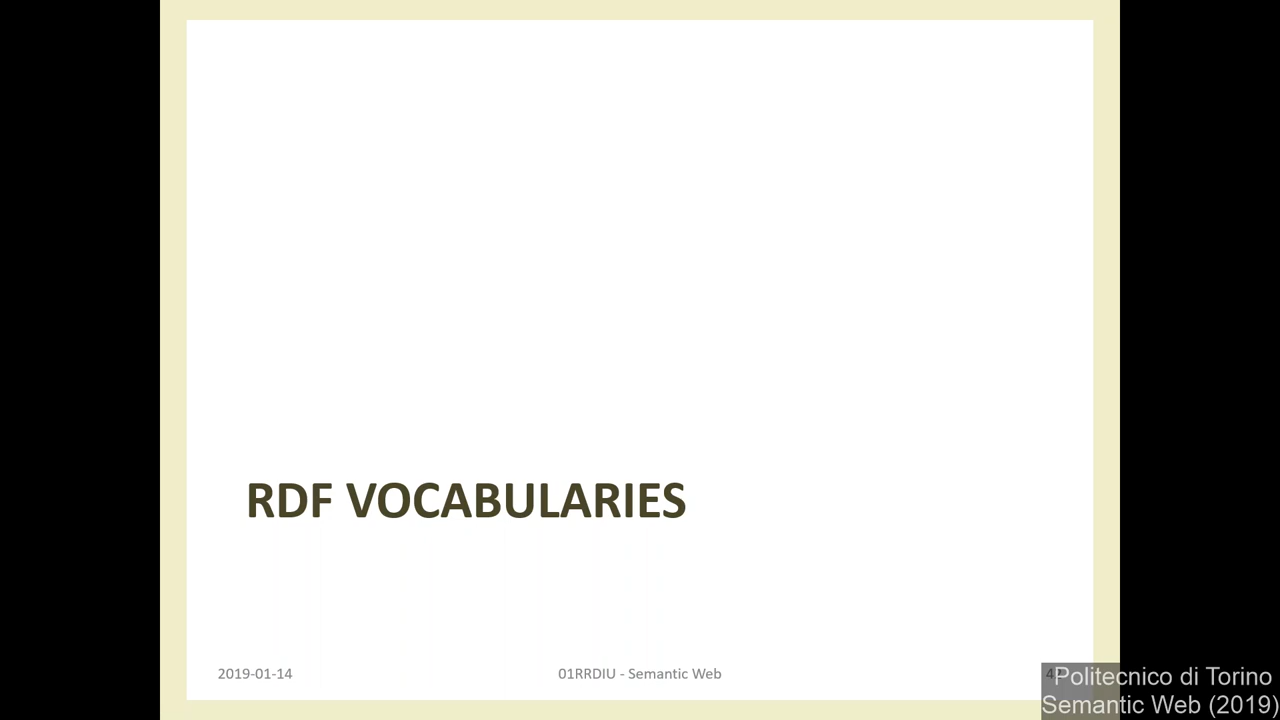 RDF VOCABULARIES
2019-01-14
01RRDIU - Semantic Web
Politecnico di Torino
Semantic Web (2019)